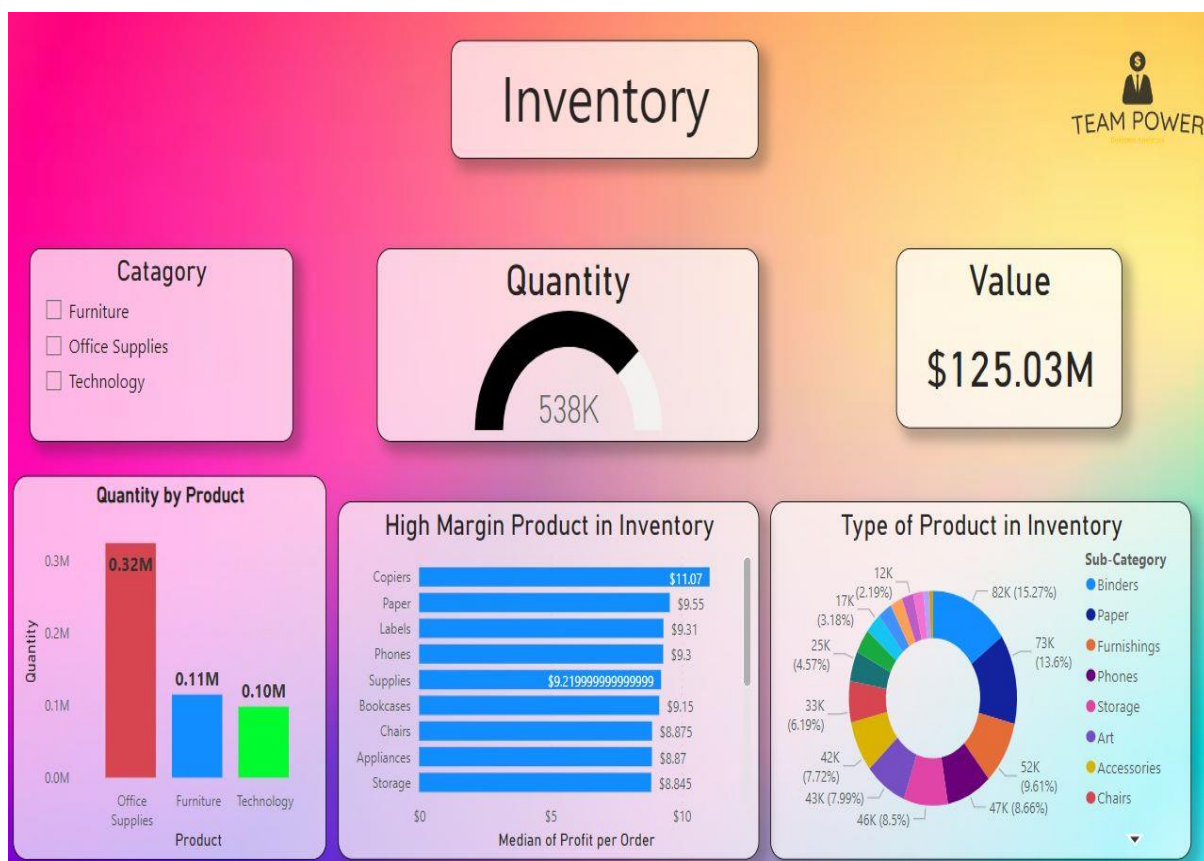 Inventory
TEAM POWER
Catagory
Furniture
Office Supplies
Technology
Quantity
538K
Value
$125.03M
Quantity by Product
Quantity
0.3M
0.2M
0.1M
0.0M
0.32M
0.11M
0.10M
Office
Supplies
Furniture
Technology
Product
High Margin Product in Inventory
Copiers
$11.07
Paper
$9.55
Labels
$9.31
Phones
$9.3
Supplies
$9.219999999999999
Bookcases
$9.15
Chairs
$8.875
Appliances
$8.87
Storage
$8.845
$0
$5
$10
Median of Profit per Order
Type of Product in Inventory
12K
(2.19%)
17K
(3.18%)
25K
(4.57%)
33K
(6.19%)
42K
(7.72%)
43K (7.99%)
46K (8.5%)
47K (8.66%)
52K
(9.61%)
73K
(13.6%)
82K (15.27%)
Sub-Category
Binders
Paper
Furnishings
Phones
Storage
Art
Accessories
Chairs